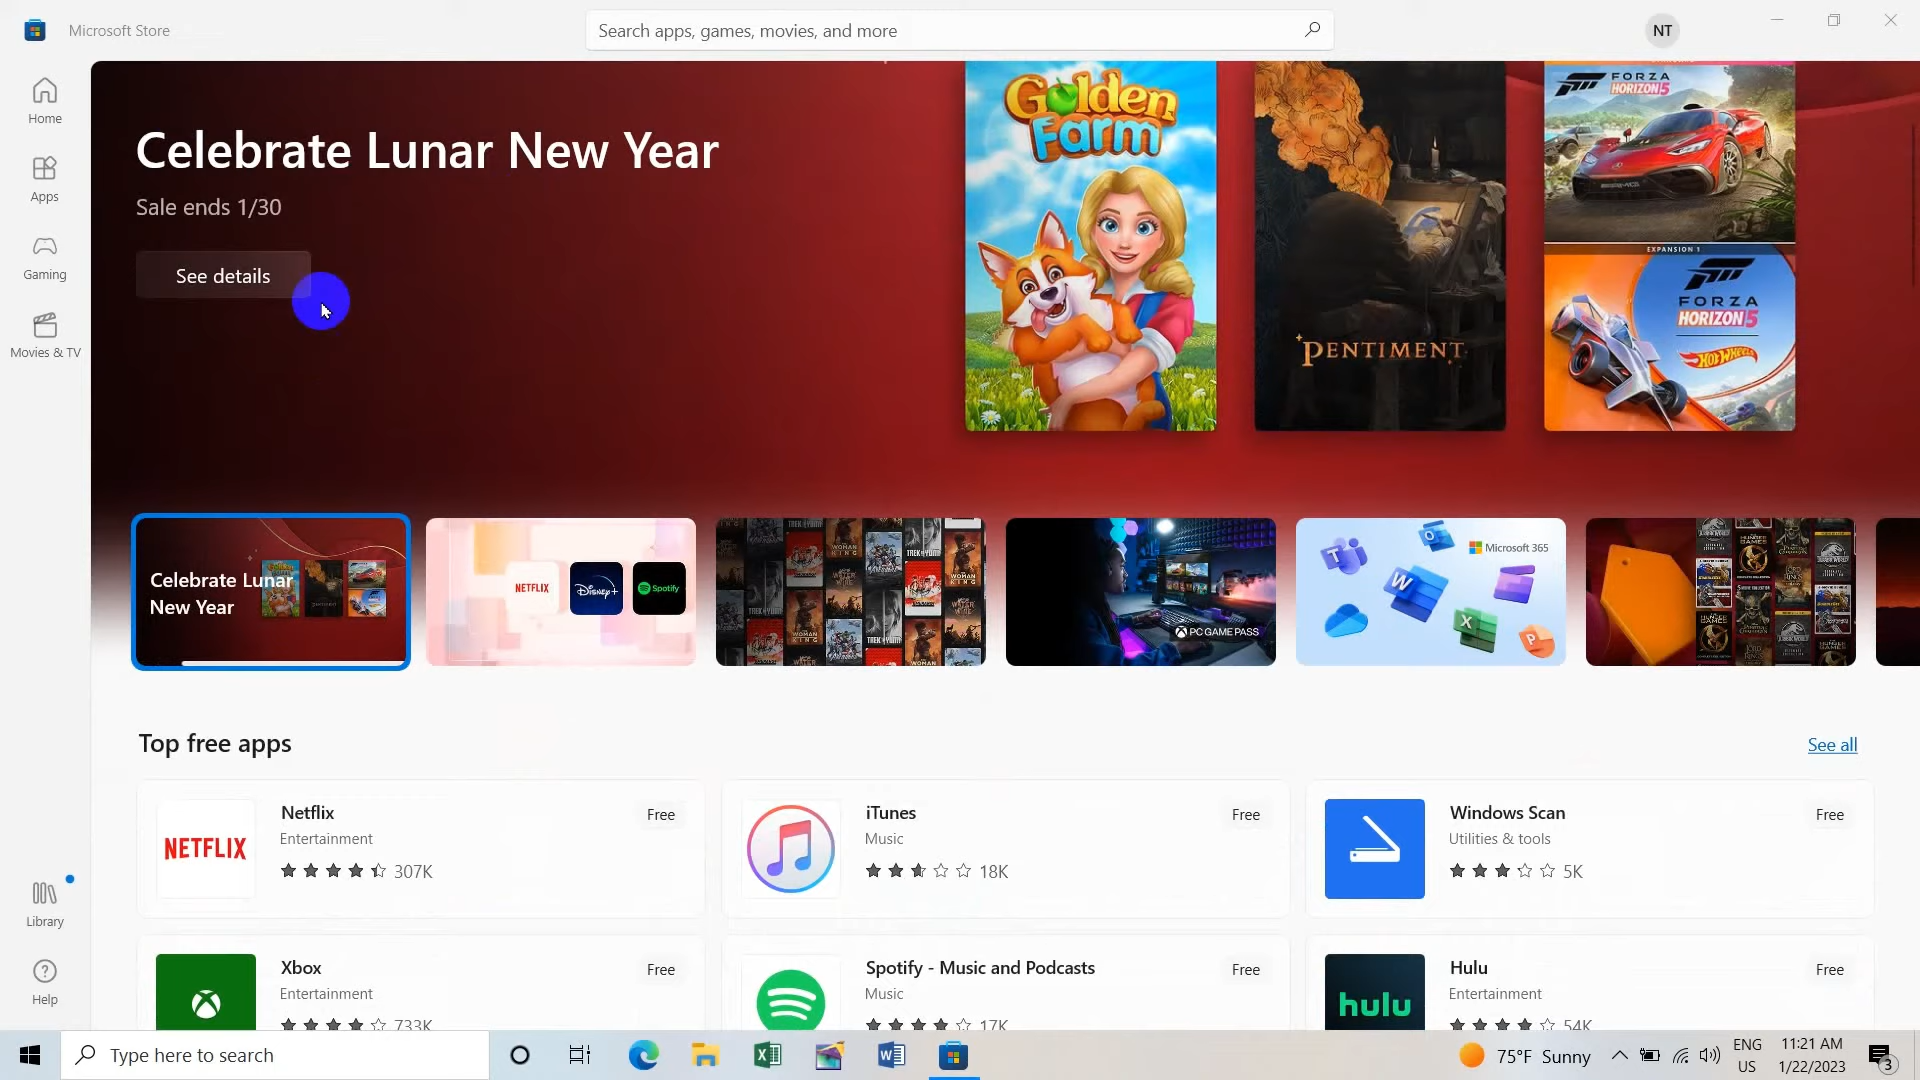 Microsoft Store
Search apps, games, movies, and more
NT
Home
Apps
Gaming
Movies & TV
Library
Help
Celebrate Lunar New Year
Sale ends 1/30
See details
Golden
Farm
PENTIMENT
FORZA
HORIZON 5
EXPANSION 1
FORZA
HORIZON 5
HOT WHEELS
Celebrate Lunar
New Year
NETFLIX
Disney+
Spotify
PC GAME PASS
Microsoft 365
Top free apps
See all
NETFLIX
Netflix
Free
Entertainment
307K
iTunes
Free
Music
18K
Windows Scan
Free
Utilities & tools
5K
Xbox
Free
Entertainment
733K
Spotify - Music and Podcasts
Free
Music
17K
hulu
Hulu
Free
Entertainment
54K
Type here to search
75°F Sunny
ENG
US
11:21 AM
1/22/2023
3